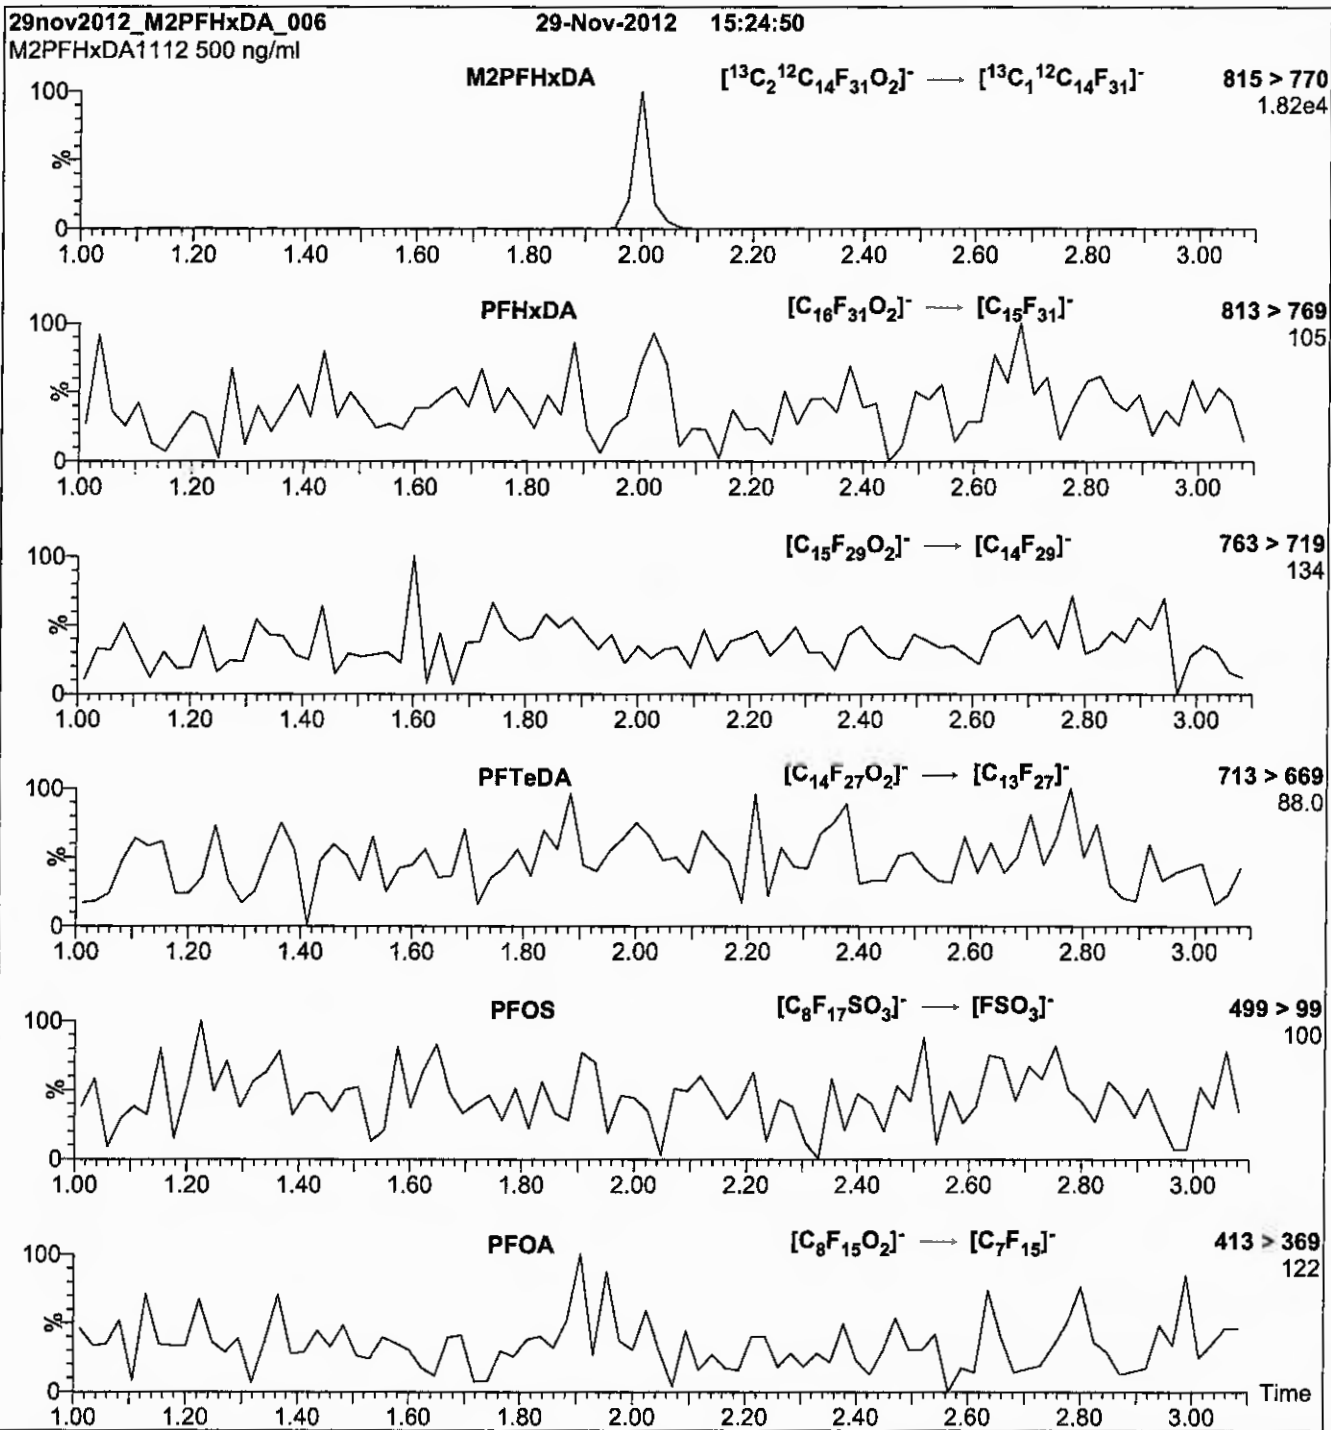 29nov2012_M2PFHxDA_006 29-Nov-2012 15:24:50
M2PFHxDA1112 500 ng/ml
M2PFHxDA [¹³C₂¹²C₁₄F₃₁O₂]⁻ → [¹³C₁¹²C₁₄F₃₁]⁻ 815 > 770
1.82e4
100
%
0
1.00 1.20 1.40 1.60 1.80 2.00 2.20 2.40 2.60 2.80 3.00
PFHxDA [C₁₆F₃₁O₂]⁻ → [C₁₅F₃₁]⁻ 813 > 769
105
100
%
0
1.00 1.20 1.40 1.60 1.80 2.00 2.20 2.40 2.60 2.80 3.00
[C₁₅F₂₉O₂]⁻ → [C₁₄F₂₉]⁻ 763 > 719
134
100
%
0
1.00 1.20 1.40 1.60 1.80 2.00 2.20 2.40 2.60 2.80 3.00
PFTeDA [C₁₄F₂₇O₂]⁻ → [C₁₃F₂₇]⁻ 713 > 669
88.0
100
%
0
1.00 1.20 1.40 1.60 1.80 2.00 2.20 2.40 2.60 2.80 3.00
PFOS [C₈F₁₇SO₃]⁻ → [FSO₃]⁻ 499 > 99
100
100
%
0
1.00 1.20 1.40 1.60 1.80 2.00 2.20 2.40 2.60 2.80 3.00
PFOA [C₈F₁₅O₂]⁻ → [C₇F₁₅]⁻ 413 > 369
122
100
%
0
Time
1.00 1.20 1.40 1.60 1.80 2.00 2.20 2.40 2.60 2.80 3.00